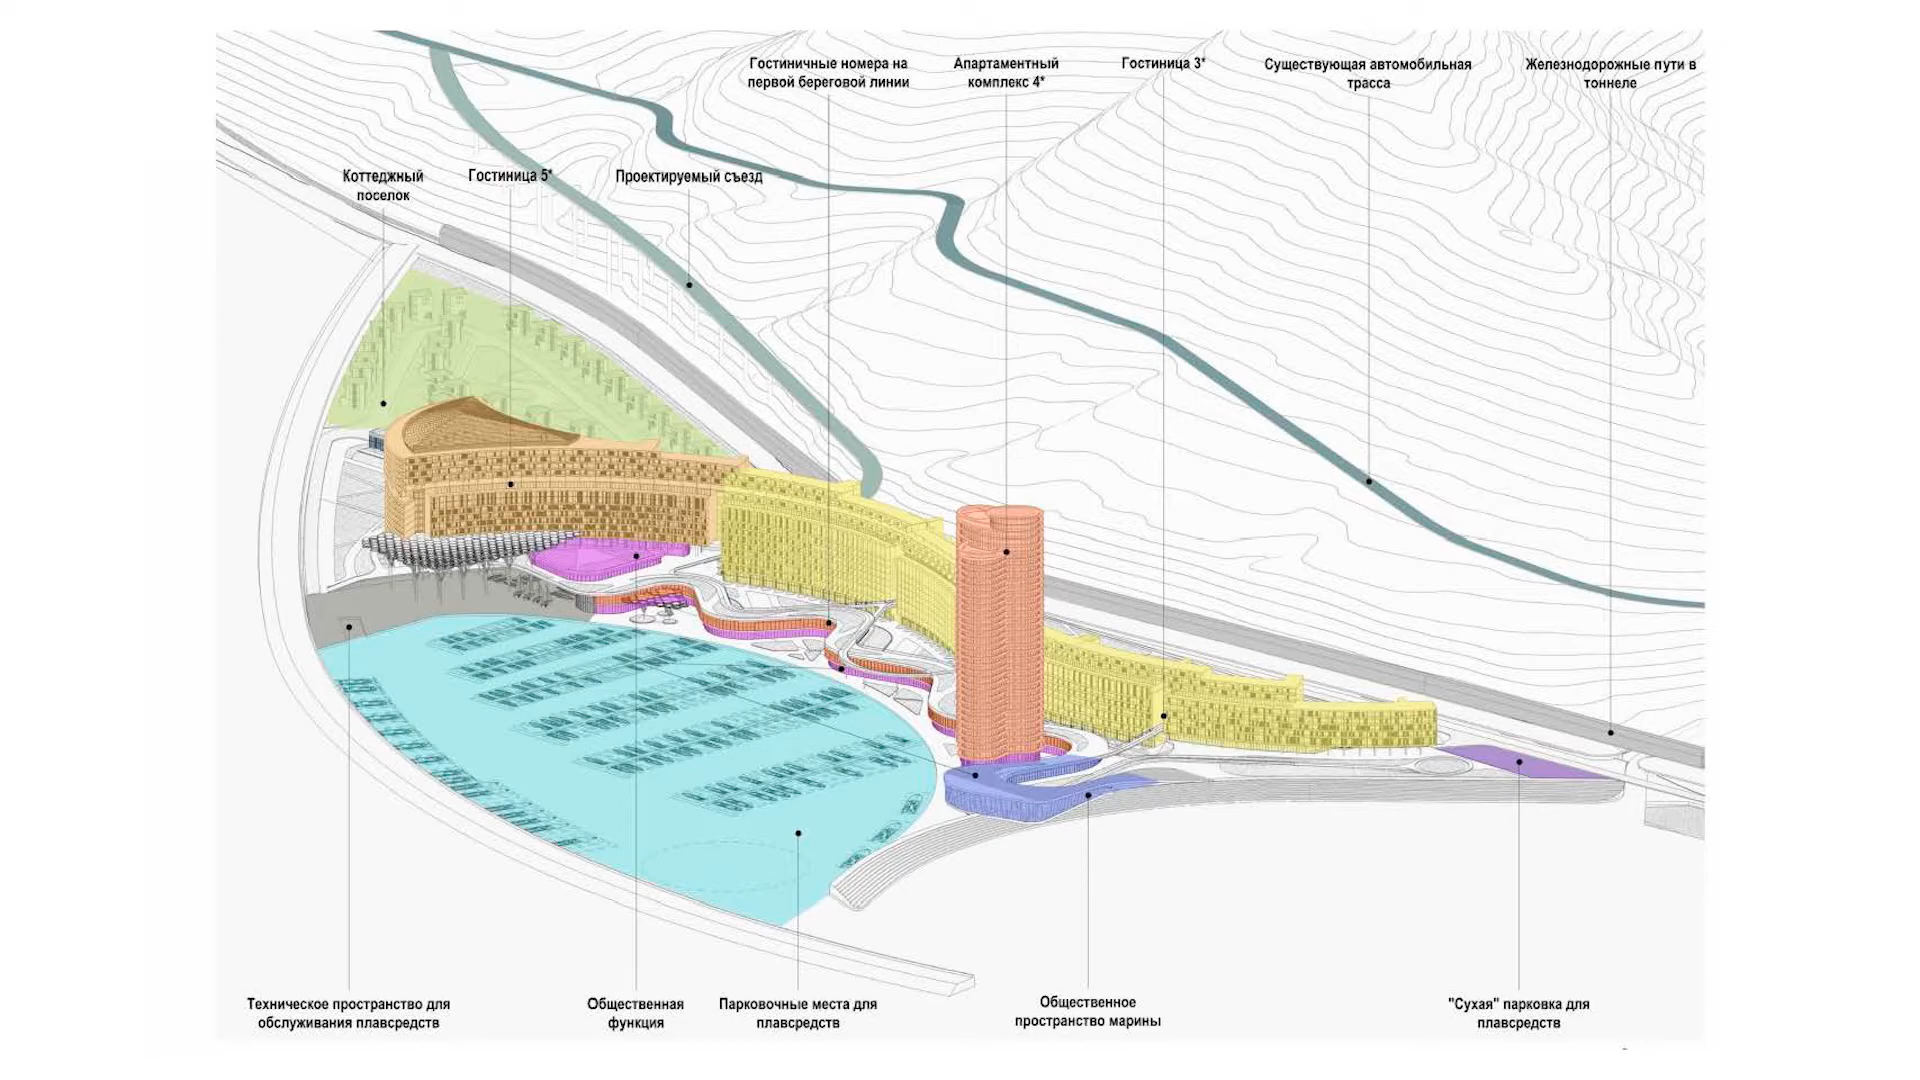 Гостиничные номера на
первой береговой линии
Апартаментный
комплекс 4*
Гостиница 3*
Существующая автомобильная
трасса
Железнодорожные пути в
тоннеле
Коттеджный
поселок
Гостиница 5*
Проектируемый съезд
Техническое пространство для
обслуживания плавсредств
Общественная
функция
Парковочные места для
плавсредств
Общественное
пространство марины
"Сухая" парковка для
плавсредств